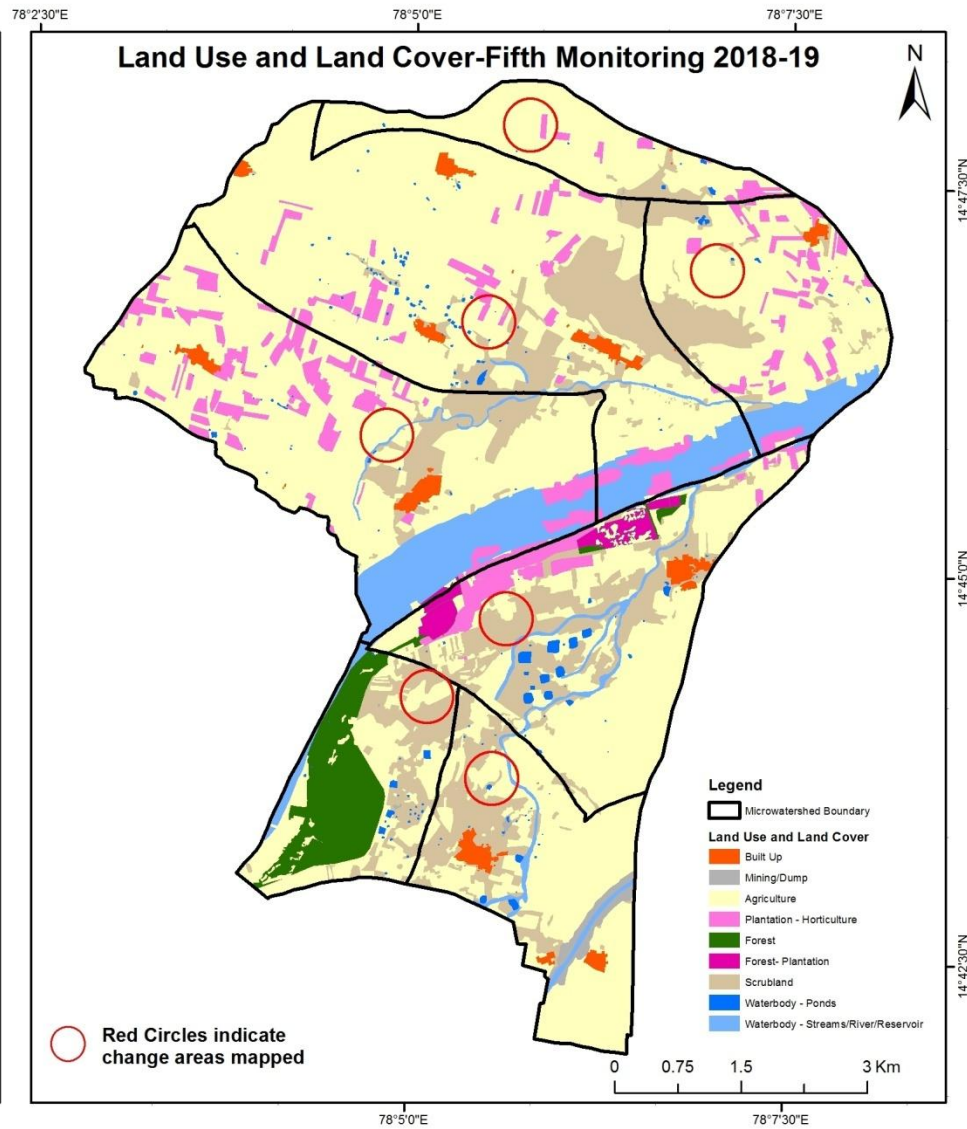 78°2'30"E
78°5'0"E
78°7'30"E
Land Use and Land Cover-Fifth Monitoring 2018-19
N
14°47'30"N
14°45'0"N
14°42'30"N
Legend
Microwatershed Boundary
Land Use and Land Cover
Built Up
Mining/Dump
Agriculture
Plantation - Horticulture
Forest
Forest- Plantation
Scrubland
Waterbody - Ponds
Waterbody - Streams/River/Reservoir
Red Circles indicate
change areas mapped
0 0.75 1.5 3 Km
78°5'0"E
78°7'30"E